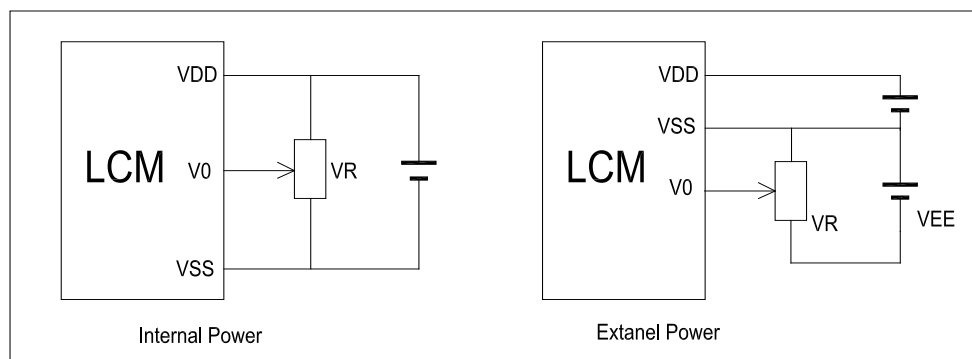 VDD
LCM
V0
VR
VSS
Internal Power
VDD
VSS
LCM
V0
VR
VEE
Extanel Power